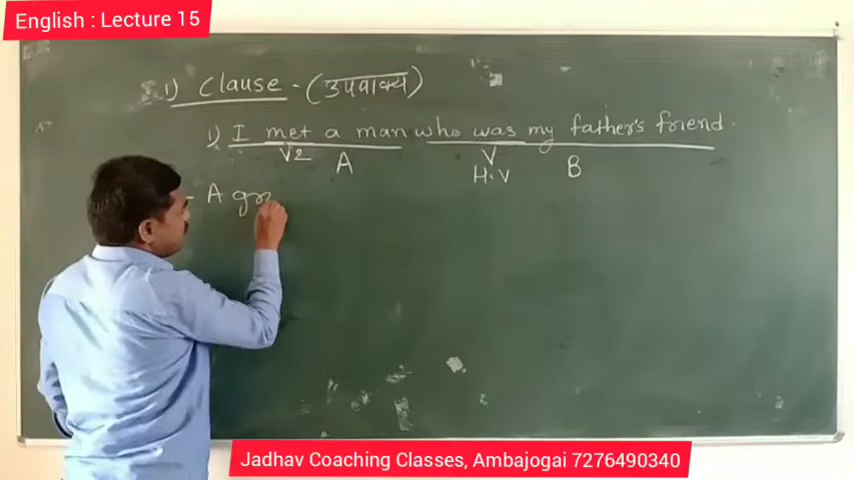 English : Lecture 15
1) Clause - (उपवाक्य)
1) I met a man who was my father's friend.
V2 A V B
H.V
- A gr
Jadhav Coaching Classes, Ambajogai 7276490340